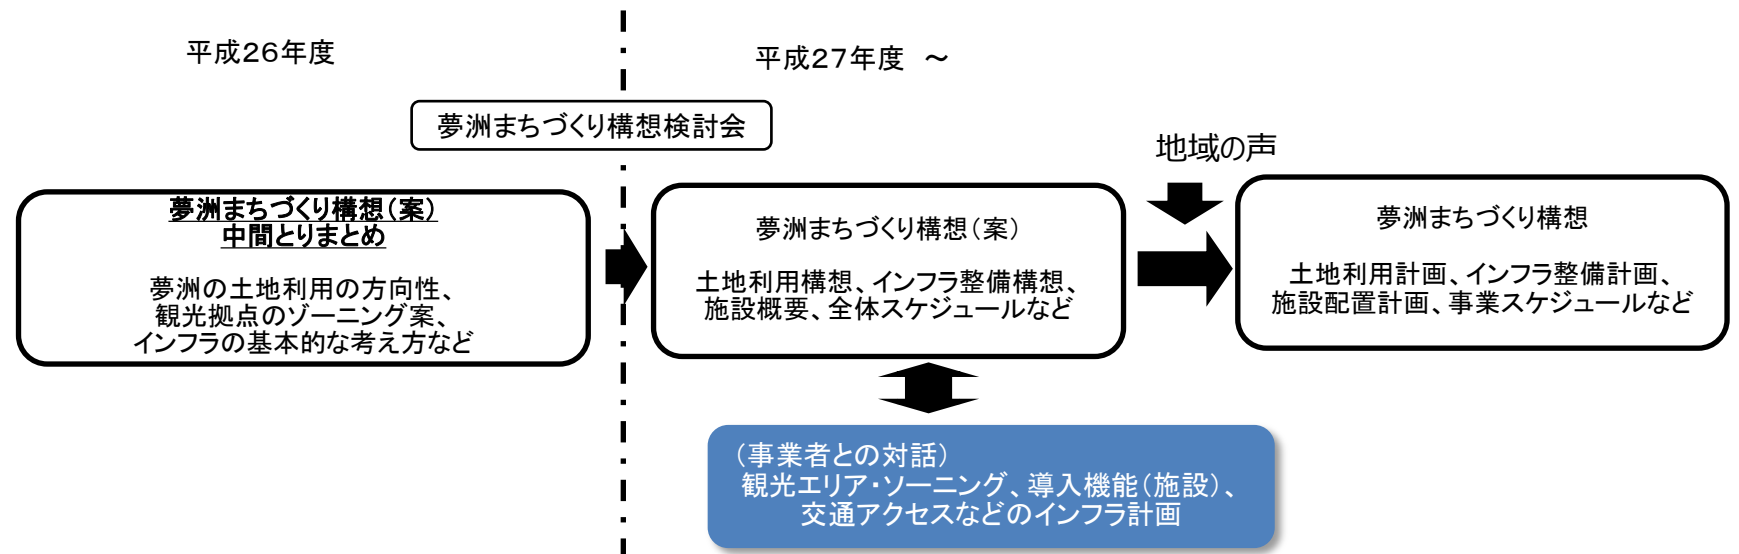 平成26年度
平成27年度 ~
夢洲まちづくり構想検討会
地域の声
夢洲まちづくり構想(案)
中間とりまとめ
夢洲の土地利用の方向性、
観光拠点のゾーニング案、
インフラの基本的な考え方など
夢洲まちづくり構想(案)
土地利用構想、インフラ整備構想、
施設概要、全体スケジュールなど
夢洲まちづくり構想
土地利用計画、インフラ整備計画、
施設配置計画、事業スケジュールなど
(事業者との対話)
観光エリア・ソーニング、導入機能(施設)、
交通アクセスなどのインフラ計画